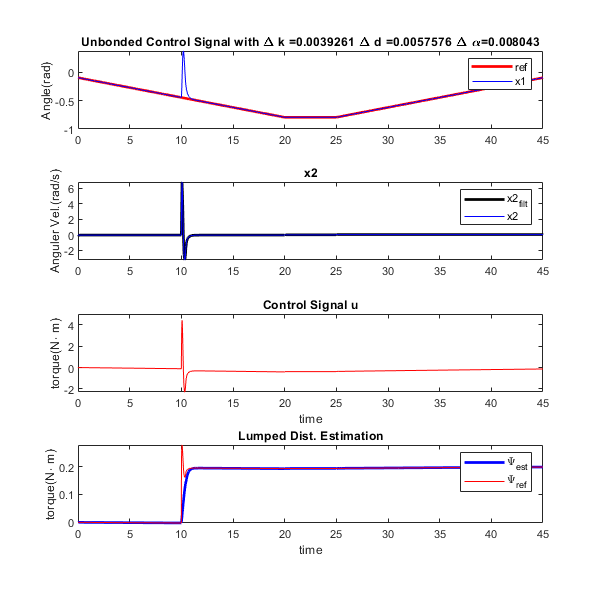 Unbonded Control Signal with Δ k =0.0039261 Δ d =0.0057576 Δ α=0.008043
Angle(rad)
0
-0.5
-1
ref
x1
0 5 10 15 20 25 30 35 40 45
x2
Anguler Vel.(rad/s)
6
4
2
0
-2
x2filt
x2
0 5 10 15 20 25 30 35 40 45
Control Signal u
torque(N· m)
4
2
0
-2
0 5 10 15 20 25 30 35 40 45
time
Lumped Dist. Estimation
torque(N· m)
0.2
0.1
0
Ψest
Ψref
0 5 10 15 20 25 30 35 40 45
time